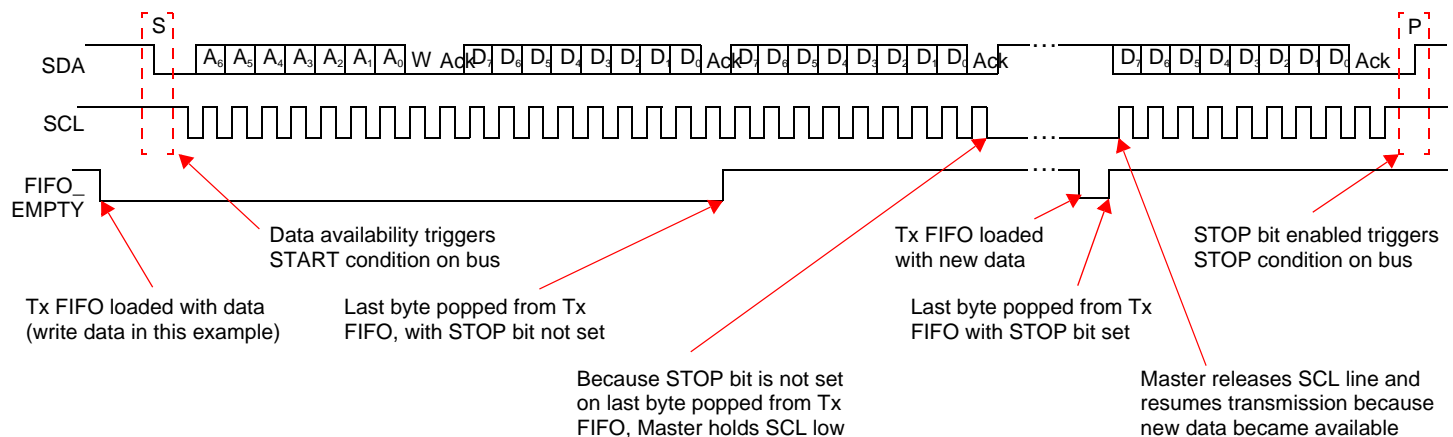 S P
SDA A6 A5 A4 A3 A2 A1 A0 W Ack D7 D6 D5 D4 D3 D2 D1 D0 Ack D7 D6 D5 D4 D3 D2 D1 D0 Ack ... D7 D6 D5 D4 D3 D2 D1 D0 Ack
SCL ...
FIFO_ ...
EMPTY
Data availability triggers
START condition on bus
Tx FIFO loaded
with new data
STOP bit enabled triggers
STOP condition on bus
Tx FIFO loaded with data
(write data in this example)
Last byte popped from Tx
FIFO, with STOP bit not set
Last byte popped from Tx
FIFO with STOP bit set
Because STOP bit is not set
on last byte popped from Tx
FIFO, Master holds SCL low
Master releases SCL line and
resumes transmission because
new data became available